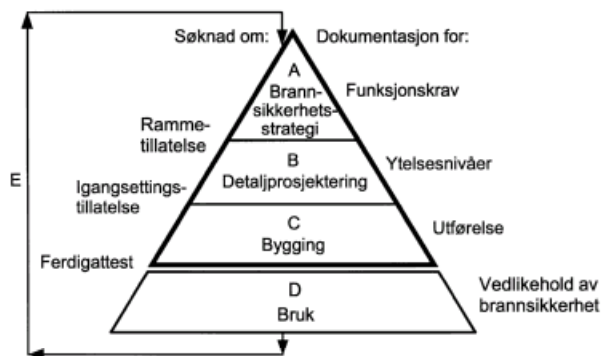 Søknad om:
Dokumentasjon for:
A
Brann-
sikkerhets-
strategi
Funksjonskrav
Ramme-
tillatelse
B
Detaljprosjektering
Ytelsesnivåer
E
Igangsettings-
tillatelse
C
Bygging
Utførelse
Ferdigattest
D
Bruk
Vedlikehold av
brannsikkerhet